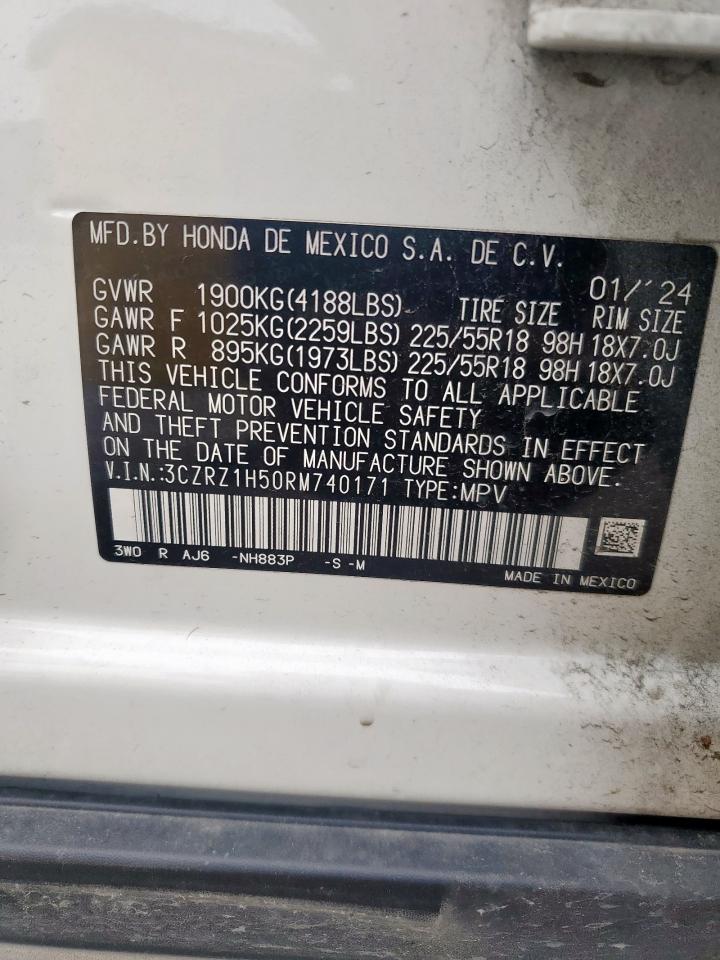 MFD.BY HONDA DE MEXICO S.A. DE C.V.
01/'24
GVWR 1900KG(4188LBS) TIRE SIZE RIM SIZE
GAWR F 1025KG(2259LBS) 225/55R18 98H 18X7.0J
GAWR R 895KG(1973LBS) 225/55R18 98H 18X7.0J
THIS VEHICLE CONFORMS TO ALL APPLICABLE
FEDERAL MOTOR VEHICLE SAFETY
AND THEFT PREVENTION STANDARDS IN EFFECT
ON THE DATE OF MANUFACTURE SHOWN ABOVE.
V.I.N.:3CZRZ1H50RM740171 TYPE:MPV
3WO R AJ6 -NH883P -S -M
MADE IN MEXICO